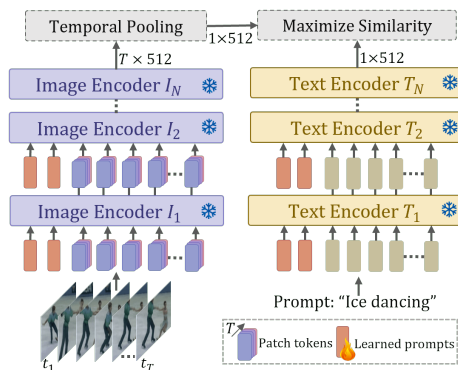 Temporal Pooling
Maximize Similarity
1×512
T × 512
1×512
Image Encoder I_N
Text Encoder T_N
Image Encoder I_2
Text Encoder T_2
Image Encoder I_1
Text Encoder T_1
Prompt: “Ice dancing”
t_1
t_T
T
Patch tokens
Learned prompts